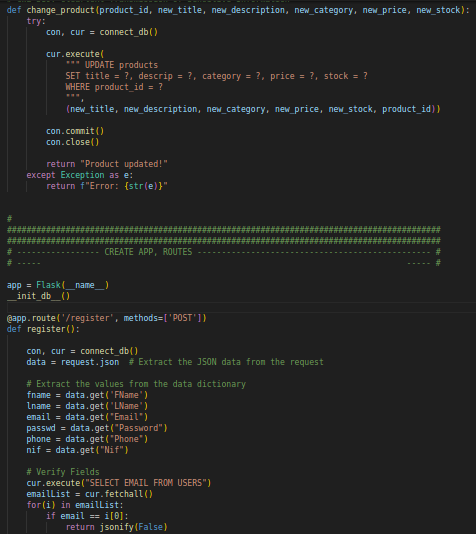 def change_product(product_id, new_title, new_description, new_category, new_price, new_stock):
    try:
        con, cur = connect_db()
        cur.execute(
            """ UPDATE products
            SET title = ?, descrip = ?, category = ?, price = ?, stock = ?
            WHERE product_id = ?
            """,
            (new_title, new_description, new_category, new_price, new_stock, product_id))
        con.commit()
        con.close()
        return "Product updated!"
    except Exception as e:
        return f"Error: {str(e)}"
#
########################################################################################
########################################################################################
# ----------------- CREATE APP, ROUTES ----------------------------------------------- #
# -----                                                                          ----- #
app = Flask(__name__)
__init_db__()
@app.route('/register', methods=['POST'])
def register():
    con, cur = connect_db()
    data = request.json  # Extract the JSON data from the request
    # Extract the values from the data dictionary
    fname = data.get('FName')
    lname = data.get('LName')
    email = data.get("Email")
    passwd = data.get("Password")
    phone = data.get("Phone")
    nif = data.get("Nif")
    # Verify Fields
    cur.execute("SELECT EMAIL FROM USERS")
    emailList = cur.fetchall()
    for(i) in emailList:
        if email == i[0]:
            return jsonify(False)